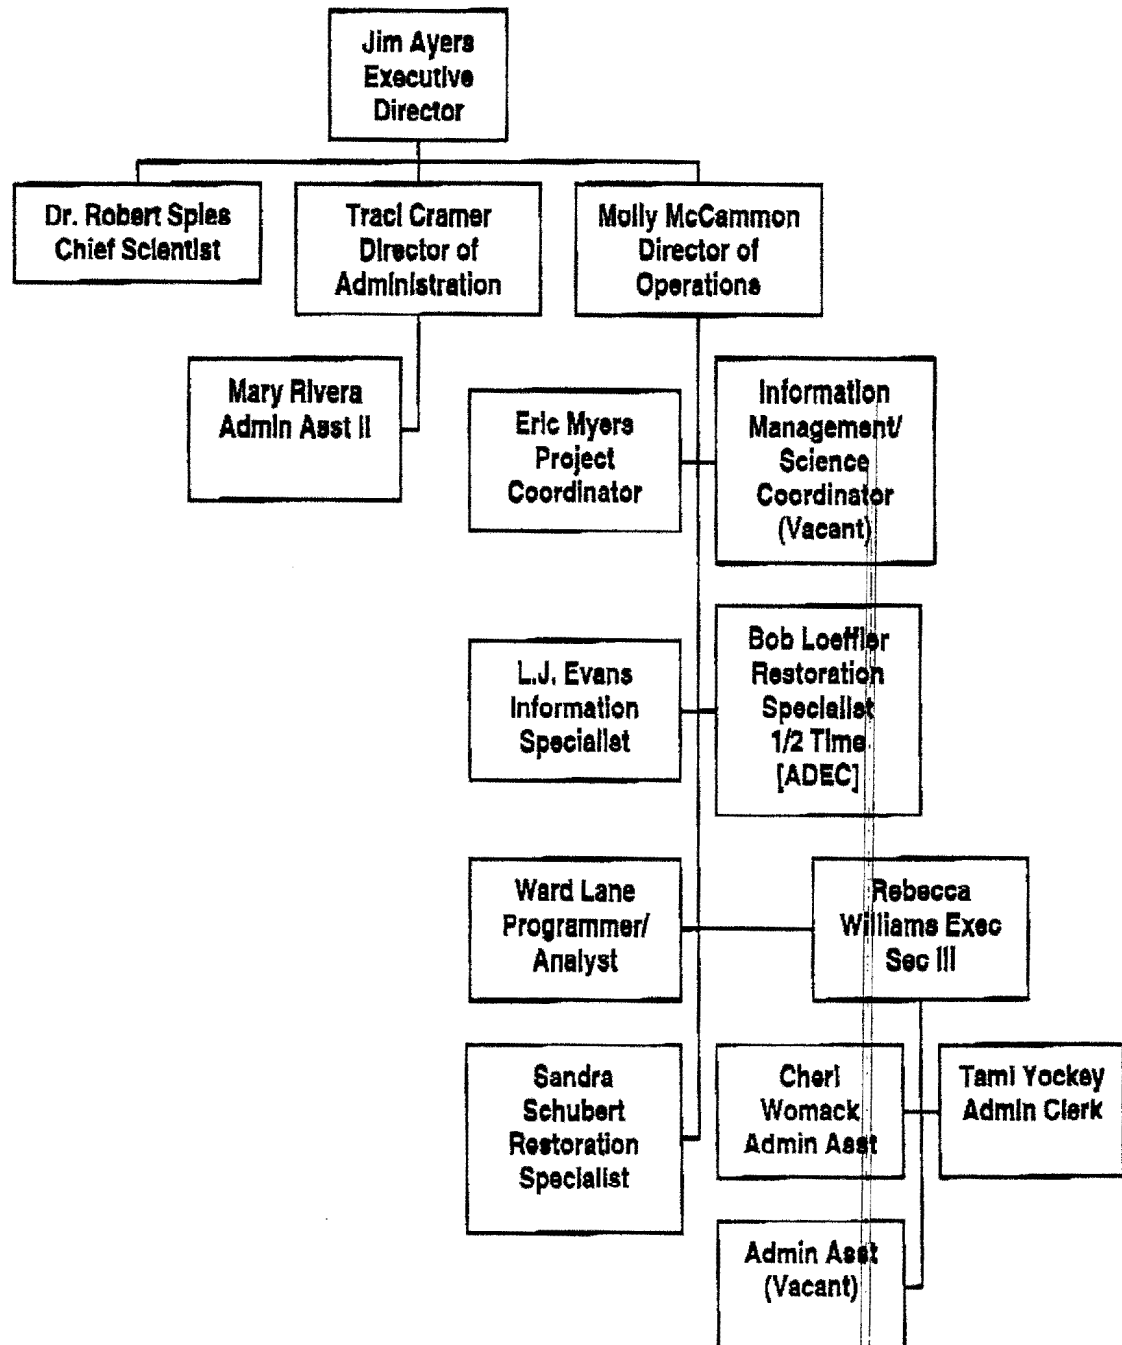 Jim Ayers
Executive
Director
Dr. Robert Spies
Chief Scientist
Traci Cramer
Director of
Administration
Molly McCammon
Director of
Operations
Mary Rivera
Admin Asst II
Eric Myers
Project
Coordinator
Information
Management/
Science
Coordinator
(Vacant)
L.J. Evans
Information
Specialist
Bob Loeffler
Restoration
Specialist
1/2 Time
[ADEC]
Ward Lane
Programmer/
Analyst
Rebecca
Williams Exec
Sec III
Sandra
Schubert
Restoration
Specialist
Cheri
Womack
Admin Asst
Tami Yockey
Admin Clerk
Admin Asst
(Vacant)